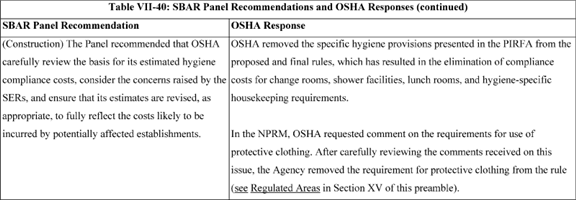 Table VII-40: SBAR Panel Recommendations and OSHA Responses (continued)
SBAR Panel Recommendation
OSHA Response
(Construction) The Panel recommended that OSHA
carefully review the basis for its estimated hygiene
compliance costs, consider the concerns raised by the
SERs, and ensure that its estimates are revised, as
appropriate, to fully reflect the costs likely to be
incurred by potentially affected establishments.
OSHA removed the specific hygiene provisions presented in the PIRFA from the
proposed and final rules, which has resulted in the elimination of compliance
costs for change rooms, shower facilities, lunch rooms, and hygiene-specific
housekeeping requirements.
In the NPRM, OSHA requested comment on the requirements for use of
protective clothing. After carefully reviewing the comments received on this
issue, the Agency removed the requirement for protective clothing from the rule
(see Regulated Areas in Section XV of this preamble).